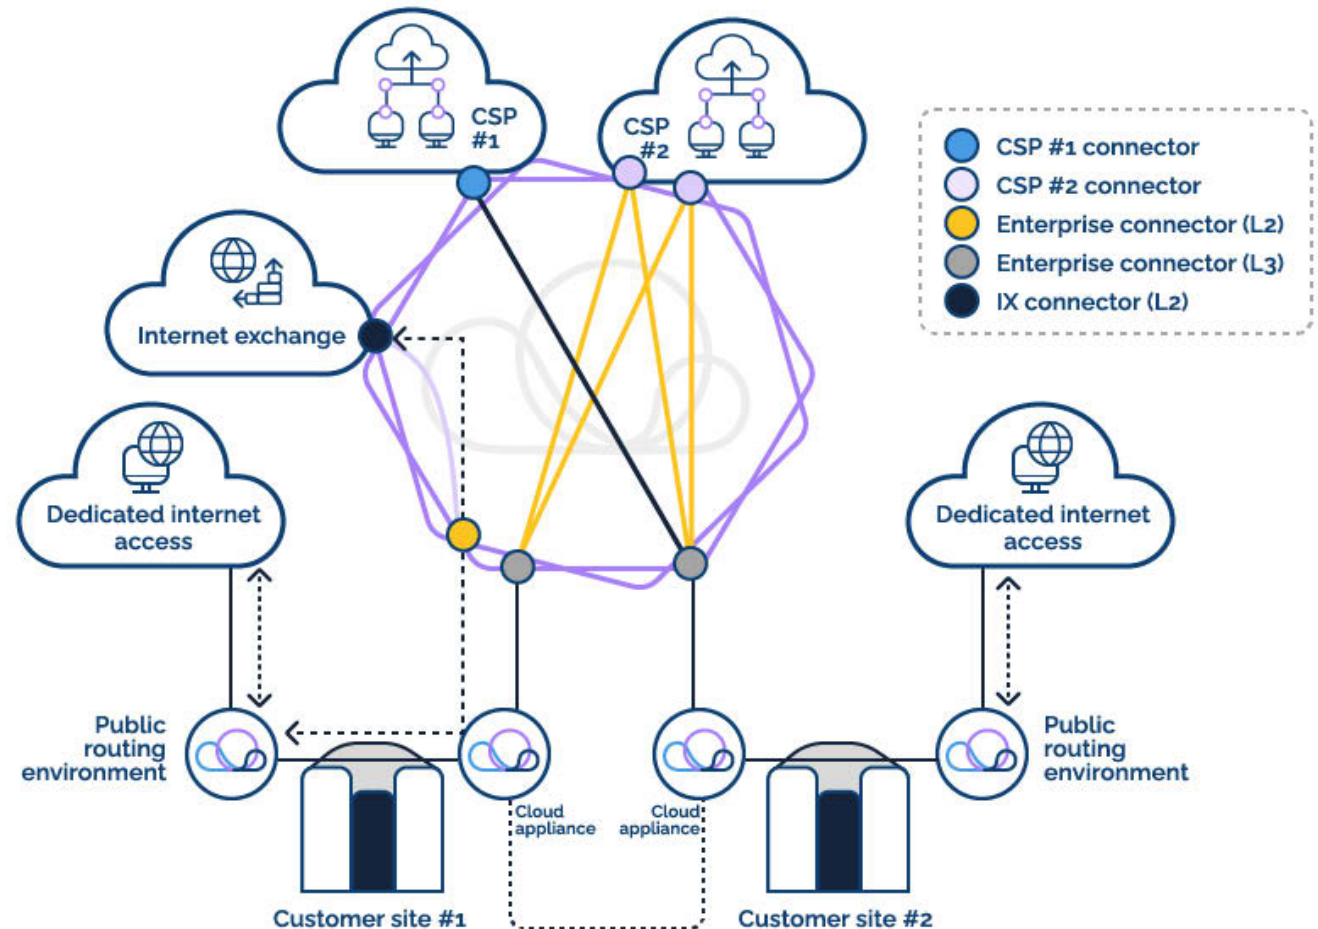 CSP
#1
CSP
#2
CSP #1 connector
CSP #2 connector
Enterprise connector (L2)
Enterprise connector (L3)
IX connector (L2)
Internet exchange
Dedicated internet
access
Dedicated internet
access
Public
routing
environment
Public
routing
environment
Cloud
appliance
Cloud
appliance
Customer site #1
Customer site #2